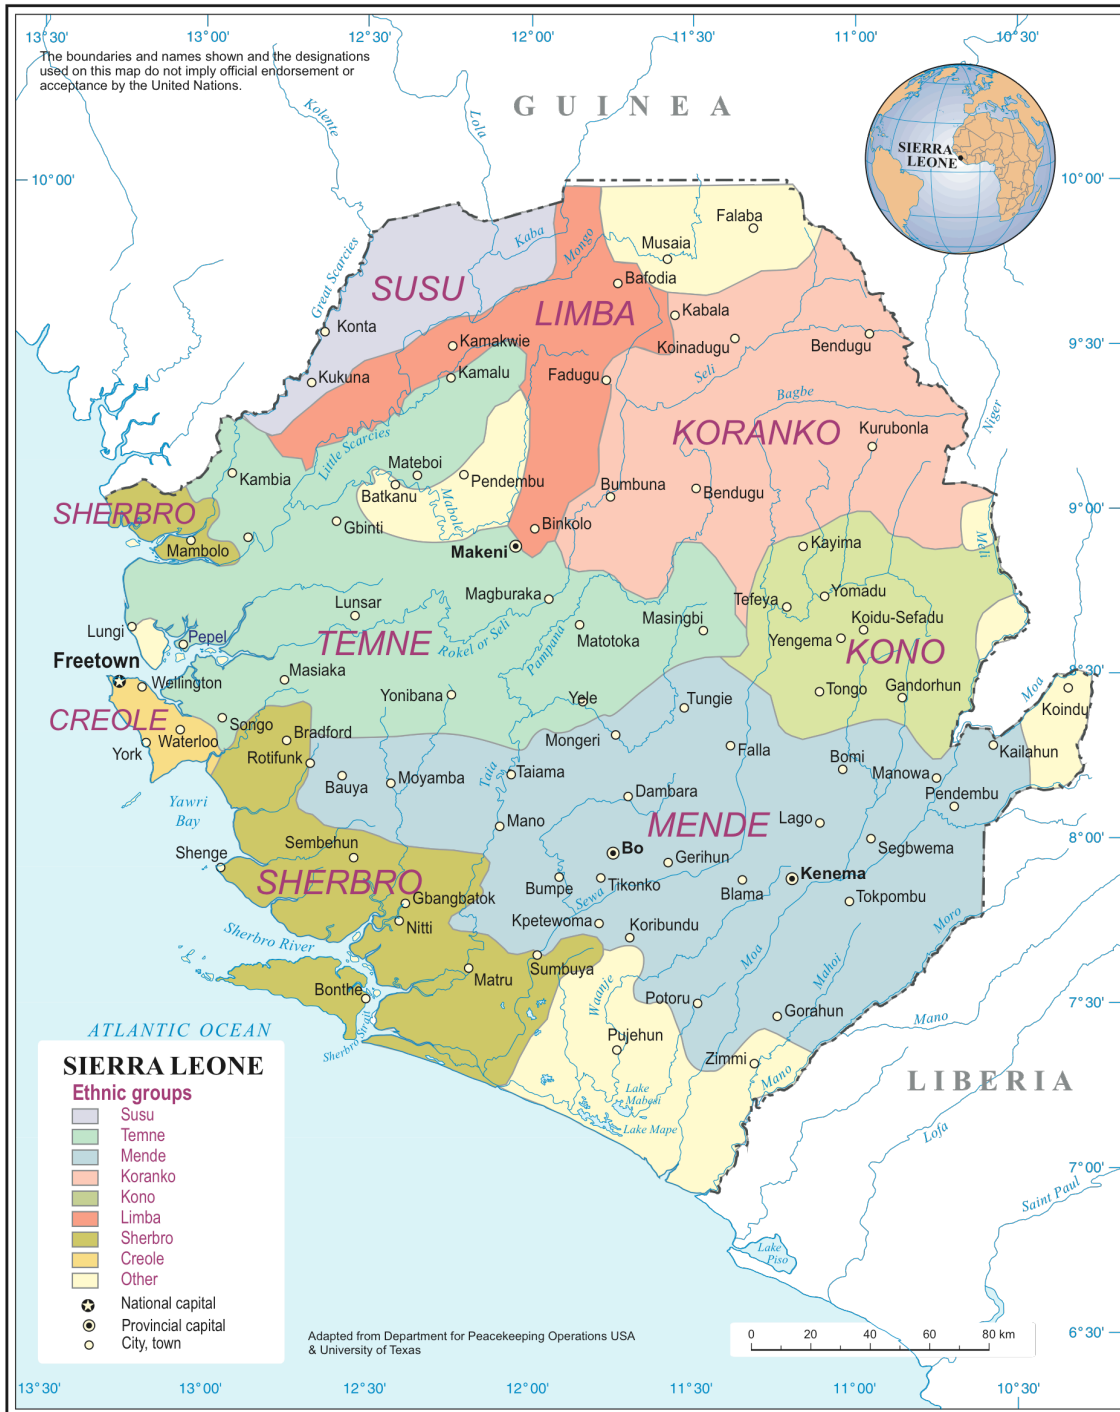 13°30'
13°00'
12°30'
12°00'
11°30'
11°00'
10°30'
The boundaries and names shown and the designations
used on this map do not imply official endorsement or
acceptance by the United Nations.
GUINEA
Kolente
Lola
SIERRA
LEONE
10°00'
10°00'
Falaba
Musaia
Kaba
Mongo
Great Scarcies
Bafodia
SUSU
LIMBA
Kabala
Konta
Kamakwie
Koinadugu
Bendugu
9°30'
9°30'
Kukuna
Kamalu
Fadugu
Seli
Bagbe
Niger
KORANKO
Kurubonla
Little Scarcies
Mateboi
Kambia
Batkanu
Pendembu
Bumbuna
Bendugu
Mabole
SHERBRO
Gbinti
Binkolo
9°00'
9°00'
Mambolo
Makeni
Kayima
Meli
Magburaka
Tefeya
Yomadu
Lunsar
Masingbi
Koidu-Sefadu
Lungi
Pepel
TEMNE
Rokel or Seli
Pampana
Matotoka
Yengema
KONO
Freetown
Masiaka
8°30'
Wellington
Yonibana
Yele
Tungie
Tongo
Gandorhun
Moa
Koindu
CREOLE
Songo
Bradford
Mongeri
York
Waterloo
Rotifunk
Falla
Bomi
Kailahun
Bauya
Moyamba
Taia
Taiama
Manowa
Yawri
Bay
Dambara
Pendembu
Mano
MENDE
Lago
8°00'
Sembehun
Bo
Segbwema
Shenge
Gerihun
SHERBRO
Kenema
Bumpe
Tikonko
Blama
Gbangbatok
Sewa
Tokpombu
Nitti
Kpetewoma
Koribundu
Moro
Sherbro River
Moa
Mahoi
Sumbuya
Matru
Waanje
Bonthe
Potoru
7°30'
Gorahun
Mano
ATLANTIC OCEAN
Sherbro Strait
Pujehun
Zimmi
Mano
LIBERIA
Lake
Mabesi
Lake Mape
Lofa
7°00'
Saint Paul
Lake
Piso
6°30'
SIERRA LEONE
Ethnic groups
Susu
Temne
Mende
Koranko
Kono
Limba
Sherbro
Creole
Other
National capital
Provincial capital
City, town
Adapted from Department for Peacekeeping Operations USA
& University of Texas
0 20 40 60 80 km
13°30'
13°00'
12°30'
12°00'
11°30'
11°00'
10°30'